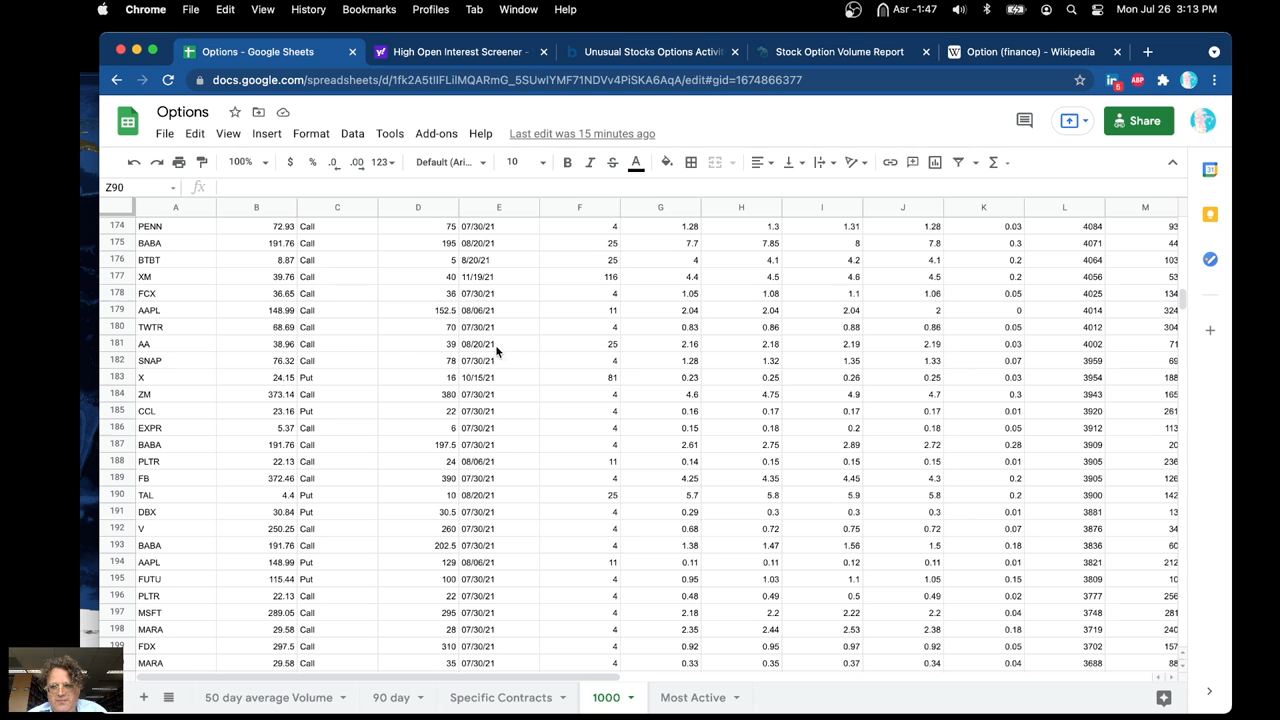 Chrome File Edit View History Bookmarks Profiles Tab Window Help Asr -1:47 Mon Jul 26 3:13 PM
Options - Google Sheets × High Open Interest Screener - × Unusual Stocks Options Activit × Stock Option Volume Report × Option (finance) - Wikipedia × +
docs.google.com/spreadsheets/d/1fk2A5tIIFLilMQARmG_5SUwIYMF71NDVv4PiSKA6AqA/edit#gid=1674866377 5 ABP
Options
Share
File Edit View Insert Format Data Tools Add-ons Help Last edit was 15 minutes ago
100% $ % .0 .00 123 Default (Ari... 10 B I S A
31
Z90 fx
A B C D E F G H I J K L M
174 PENN 72.93 Call 75 07/30/21 4 1.28 1.3 1.31 1.28 0.03 4084 93
175 BABA 191.76 Call 195 08/20/21 25 7.7 7.85 8 7.8 0.3 4071 44
176 BTBT 8.87 Call 5 8/20/21 25 4 4.1 4.2 4.1 0.2 4064 103
177 XM 39.76 Call 40 11/19/21 116 4.4 4.5 4.6 4.5 0.2 4056 53
178 FCX 36.65 Call 36 07/30/21 4 1.05 1.08 1.1 1.06 0.05 4025 134
179 AAPL 148.99 Call 152.5 08/06/21 11 2.04 2.04 2.04 2 0 4014 324
180 TWTR 68.69 Call 70 07/30/21 4 0.83 0.86 0.88 0.86 0.05 4012 304
181 AA 38.96 Call 39 08/20/21 25 2.16 2.18 2.19 2.19 0.03 4002 71
182 SNAP 76.32 Call 78 07/30/21 4 1.28 1.32 1.35 1.33 0.07 3959 69
183 X 24.15 Put 16 10/15/21 81 0.23 0.25 0.26 0.25 0.03 3954 188
184 ZM 373.14 Call 380 07/30/21 4 4.6 4.75 4.9 4.7 0.3 3943 165
185 CCL 23.16 Put 22 07/30/21 4 0.16 0.17 0.17 0.17 0.01 3920 261
186 EXPR 5.37 Call 6 07/30/21 4 0.15 0.18 0.2 0.18 0.05 3912 113
187 BABA 191.76 Call 197.5 07/30/21 4 2.61 2.75 2.89 2.72 0.28 3909 20
188 PLTR 22.13 Call 24 08/06/21 11 0.14 0.15 0.15 0.15 0.01 3905 236
189 FB 372.46 Call 390 07/30/21 4 4.25 4.35 4.45 4.3 0.2 3905 126
190 TAL 4.4 Put 10 08/20/21 25 5.7 5.8 5.9 5.8 0.2 3900 142
191 DBX 30.84 Put 30.5 07/30/21 4 0.29 0.3 0.3 0.3 0.01 3881 13
192 V 250.25 Call 260 07/30/21 4 0.68 0.72 0.75 0.72 0.07 3876 34
193 BABA 191.76 Call 202.5 07/30/21 4 1.38 1.47 1.56 1.5 0.18 3836 60
194 AAPL 148.99 Put 129 08/06/21 11 0.11 0.11 0.12 0.11 0.01 3821 212
195 FUTU 115.44 Put 100 07/30/21 4 0.95 1.03 1.1 1.05 0.15 3809 10
196 PLTR 22.13 Call 22 07/30/21 4 0.48 0.49 0.5 0.49 0.02 3777 256
197 MSFT 289.05 Call 295 07/30/21 4 2.18 2.2 2.22 2.2 0.04 3748 281
198 MARA 29.58 Call 28 07/30/21 4 2.35 2.44 2.53 2.38 0.18 3719 240
199 FDX 297.5 Call 310 07/30/21 4 0.92 0.95 0.97 0.92 0.05 3702 157
MARA 29.58 Call 35 07/30/21 4 0.33 0.35 0.37 0.34 0.04 3688 88
+ 50 day average Volume 90 day Specific Contracts 1000 Most Active